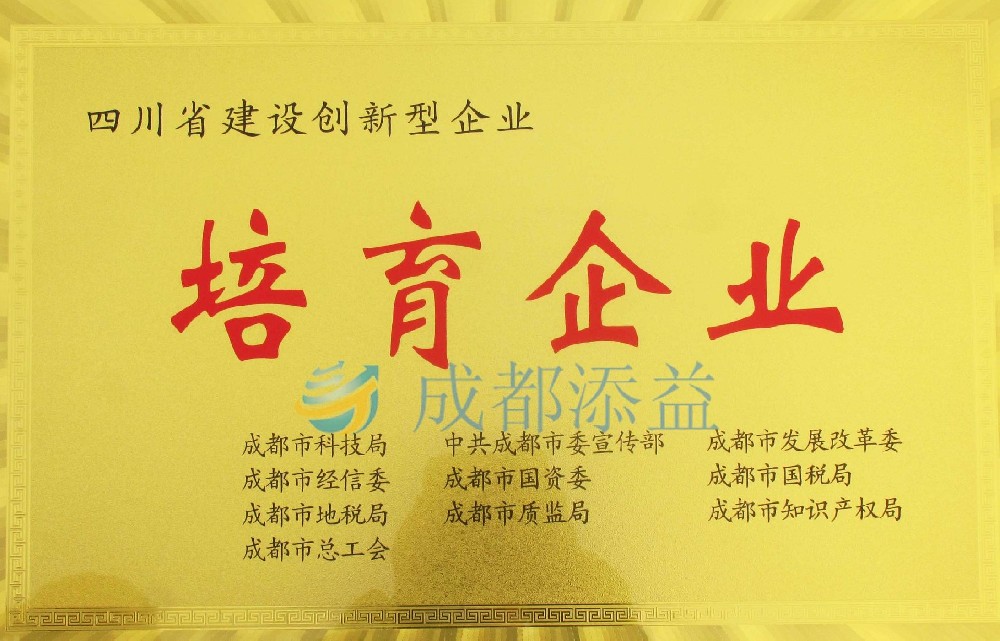 四川省建设创新型企业
培育企业
成都添益
成都市科技局 中共成都市委宣传部 成都市发展改革委
成都市经信委 成都市国资委 成都市国税局
成都市地税局 成都市质监局 成都市知识产权局
成都市总工会